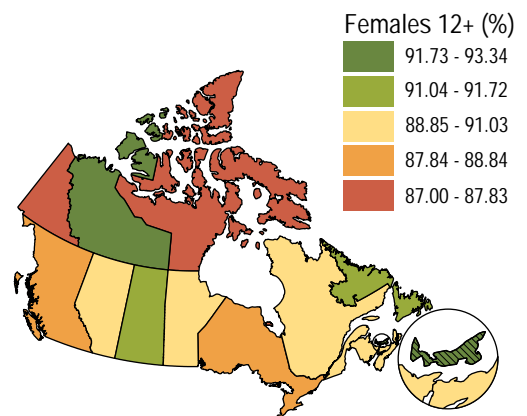 Females 12+ (%)
91.73 - 93.34
91.04 - 91.72
88.85 - 91.03
87.84 - 88.84
87.00 - 87.83